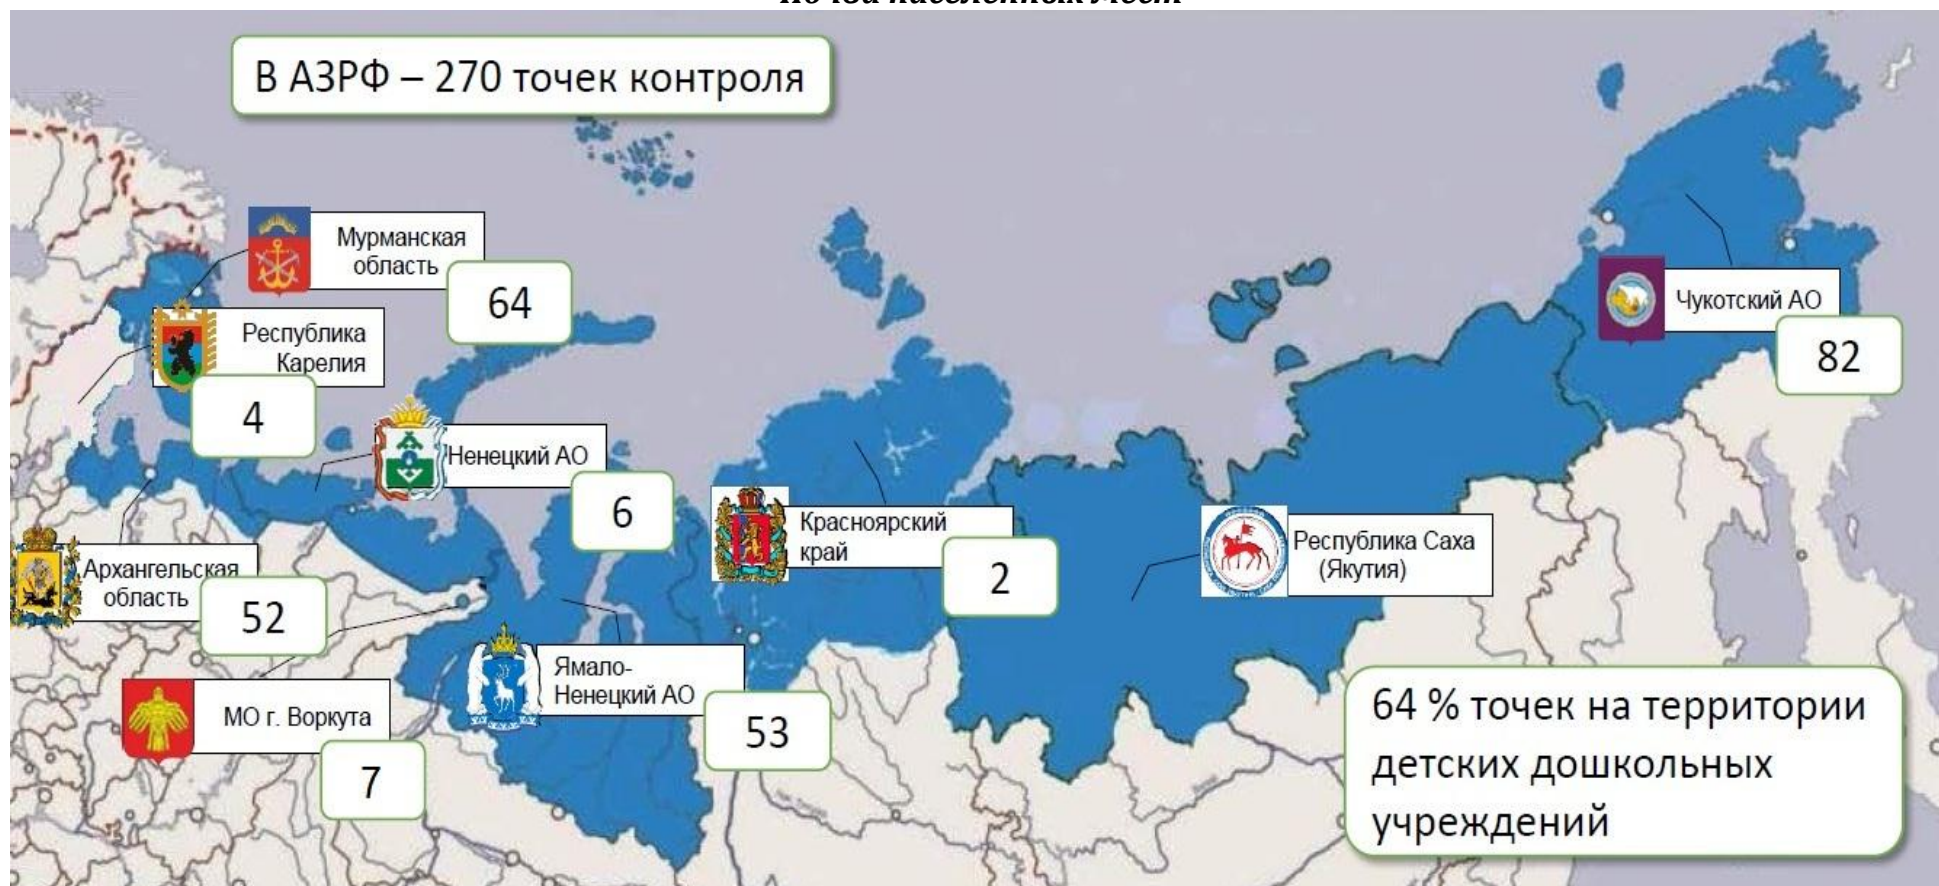 В АЗРФ – 270 точек контроля
Мурманская
область
64
Республика
Карелия
4
Ненецкий АО
6
Архангельская
область
52
МО г. Воркута
7
Ямало-
Ненецкий АО
53
Красноярский
край
2
Республика Саха
(Якутия)
Чукотский АО
82
64 % точек на территории
детских дошкольных
учреждений